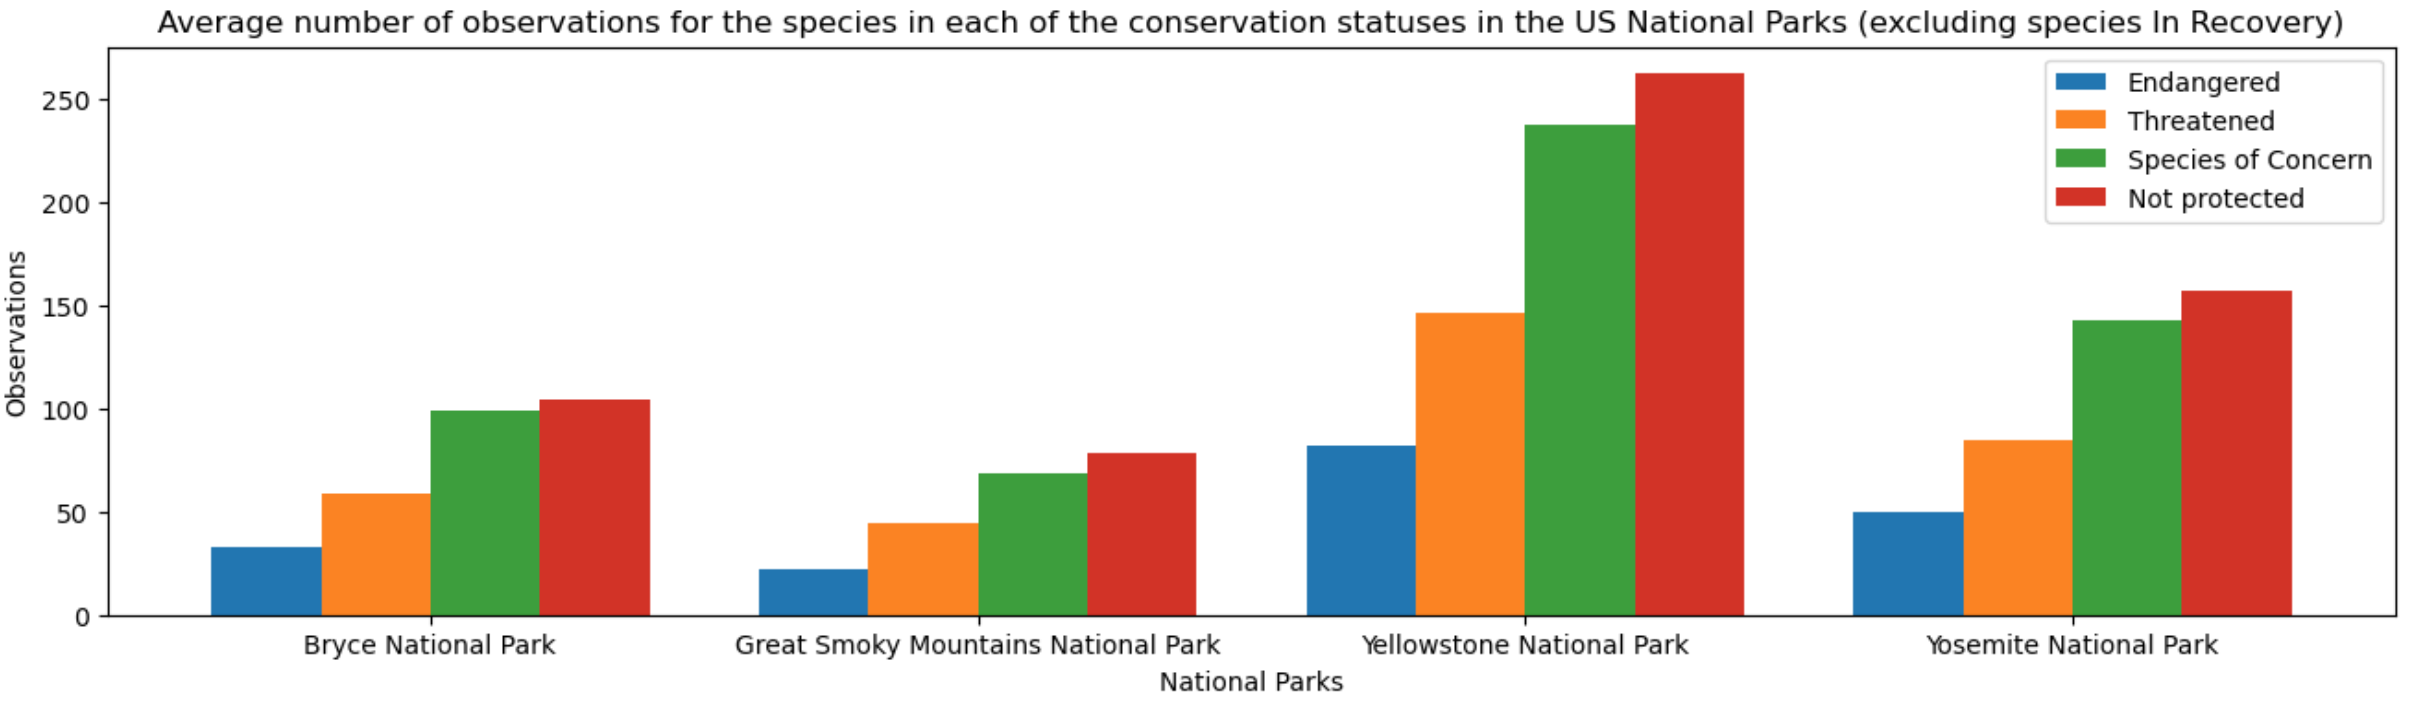 Average number of observations for the species in each of the conservation statuses in the US National Parks (excluding species In Recovery)
Endangered
Threatened
Species of Concern
Not protected
Observations
250
200
150
100
50
0
Bryce National Park
Great Smoky Mountains National Park
Yellowstone National Park
Yosemite National Park
National Parks